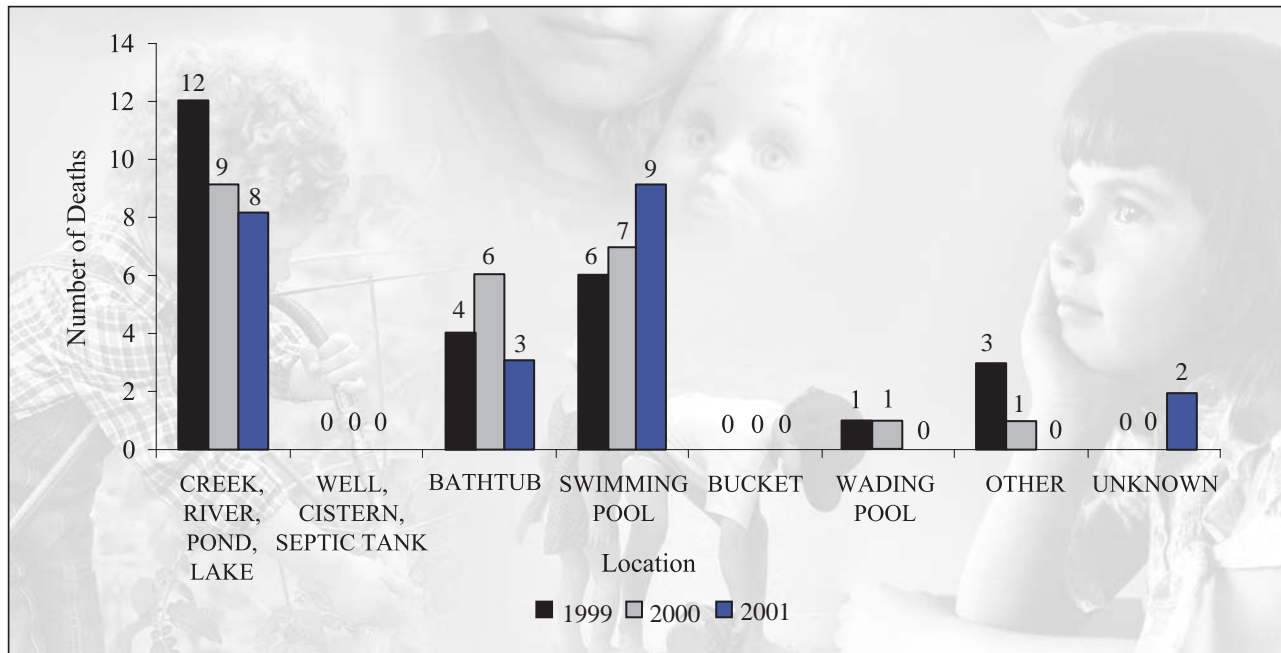 14
12
10
8
6
4
2
0
Number of Deaths
12
9
8
0 0 0
4
6
3
6
7
9
0 0 0
1 1 0
3
1
0
0 0
2
CREEK,
RIVER,
POND,
LAKE
WELL,
CISTERN,
SEPTIC TANK
BATHTUB
SWIMMING
POOL
BUCKET
WADING
POOL
OTHER
UNKNOWN
Location
1999 2000 2001